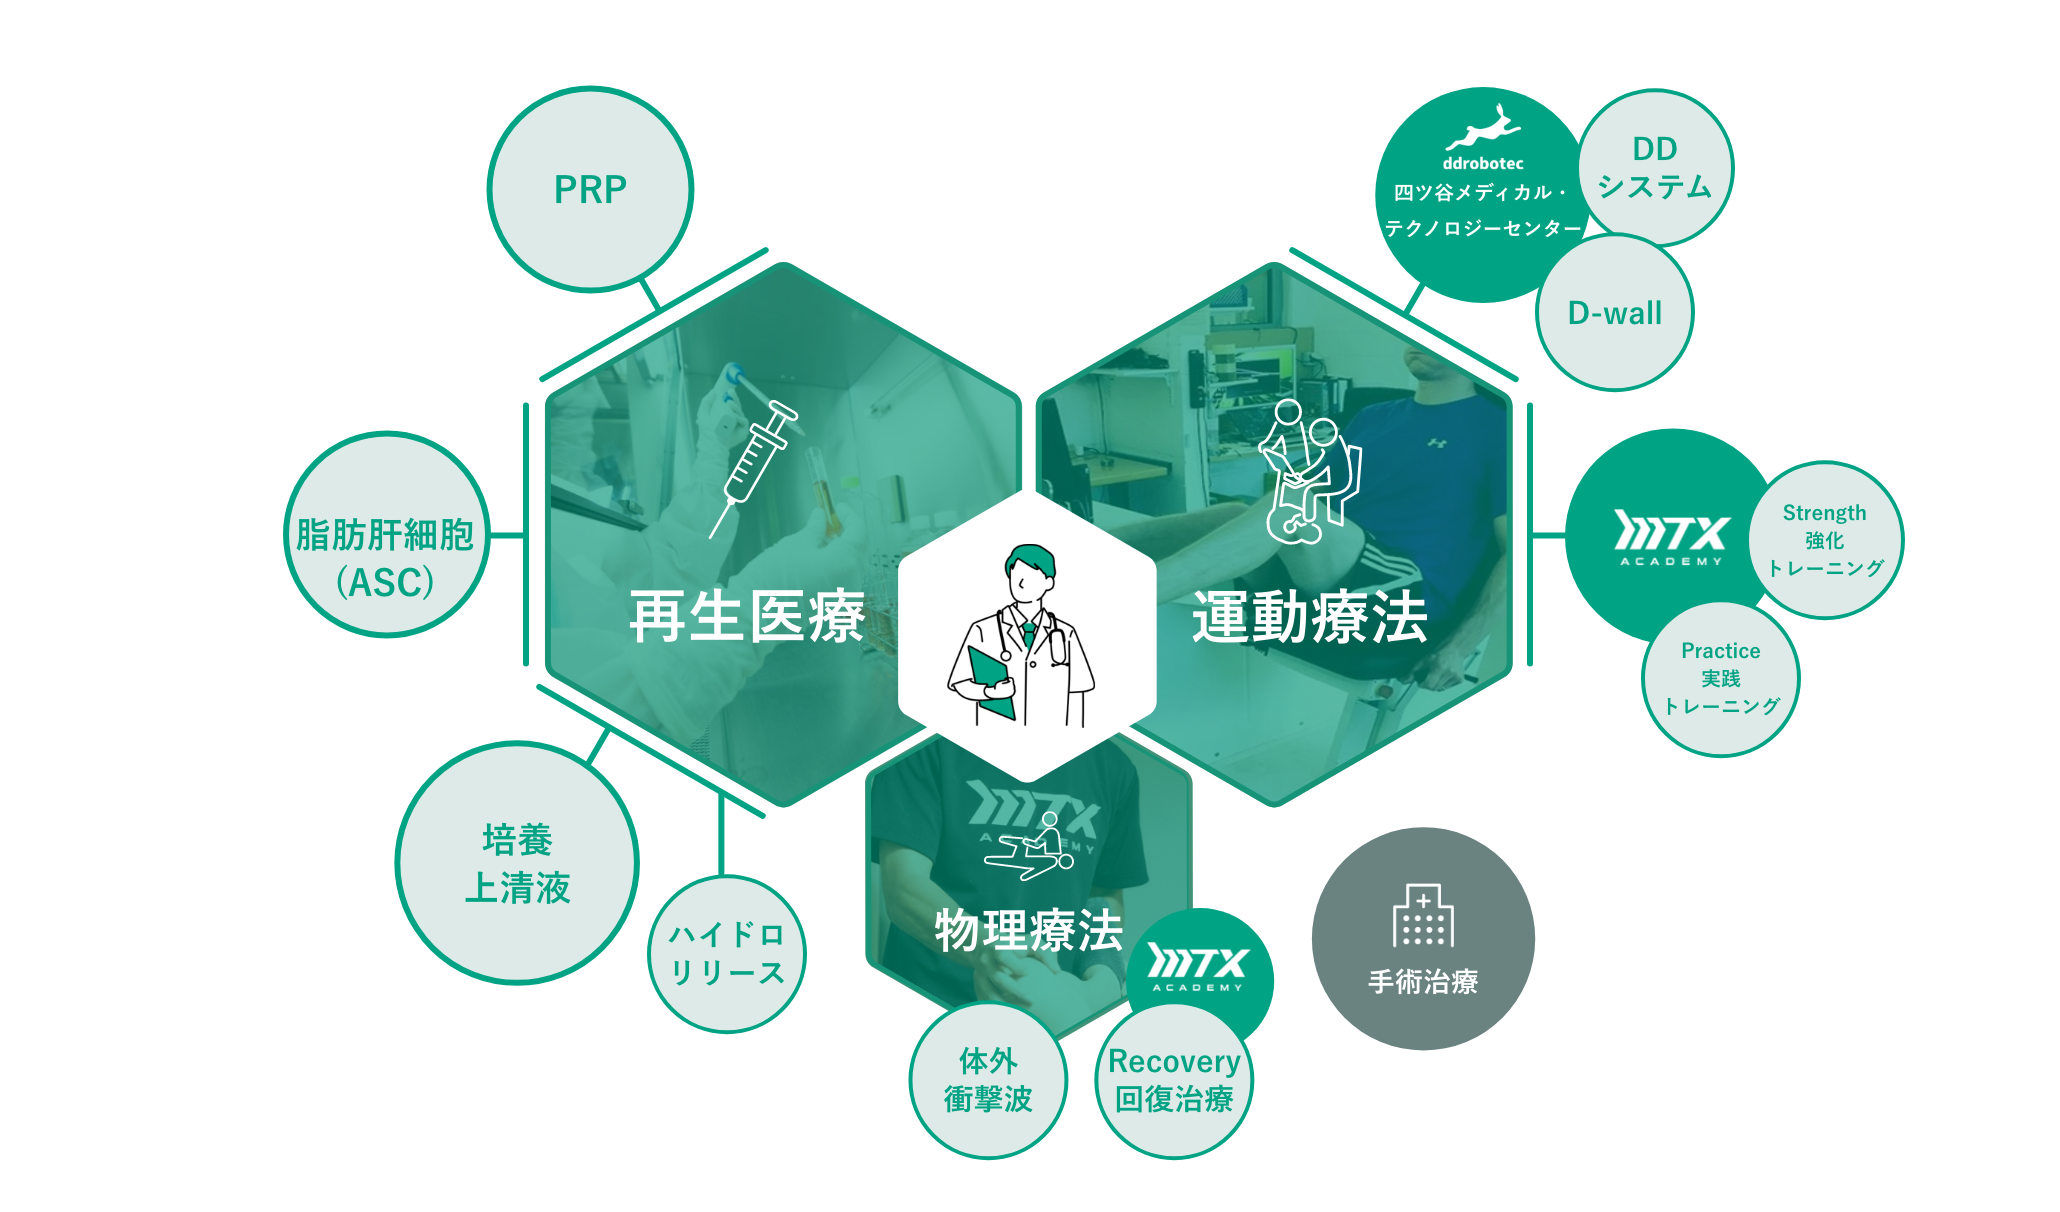 PRP
ddrobotec
四ツ谷メディカル・
テクノロジーセンター
DD
システム
D-wall
脂肪肝細胞
(ASC)
再生医療
運動療法
MTX
ACADEMY
Strength
強化
トレーニング
Practice
実践
トレーニング
培養
上清液
ハイドロ
リリース
MTX
ACADEMY
物理療法
MTX
ACADEMY
体外
衝撃波
Recovery
回復治療
手術治療